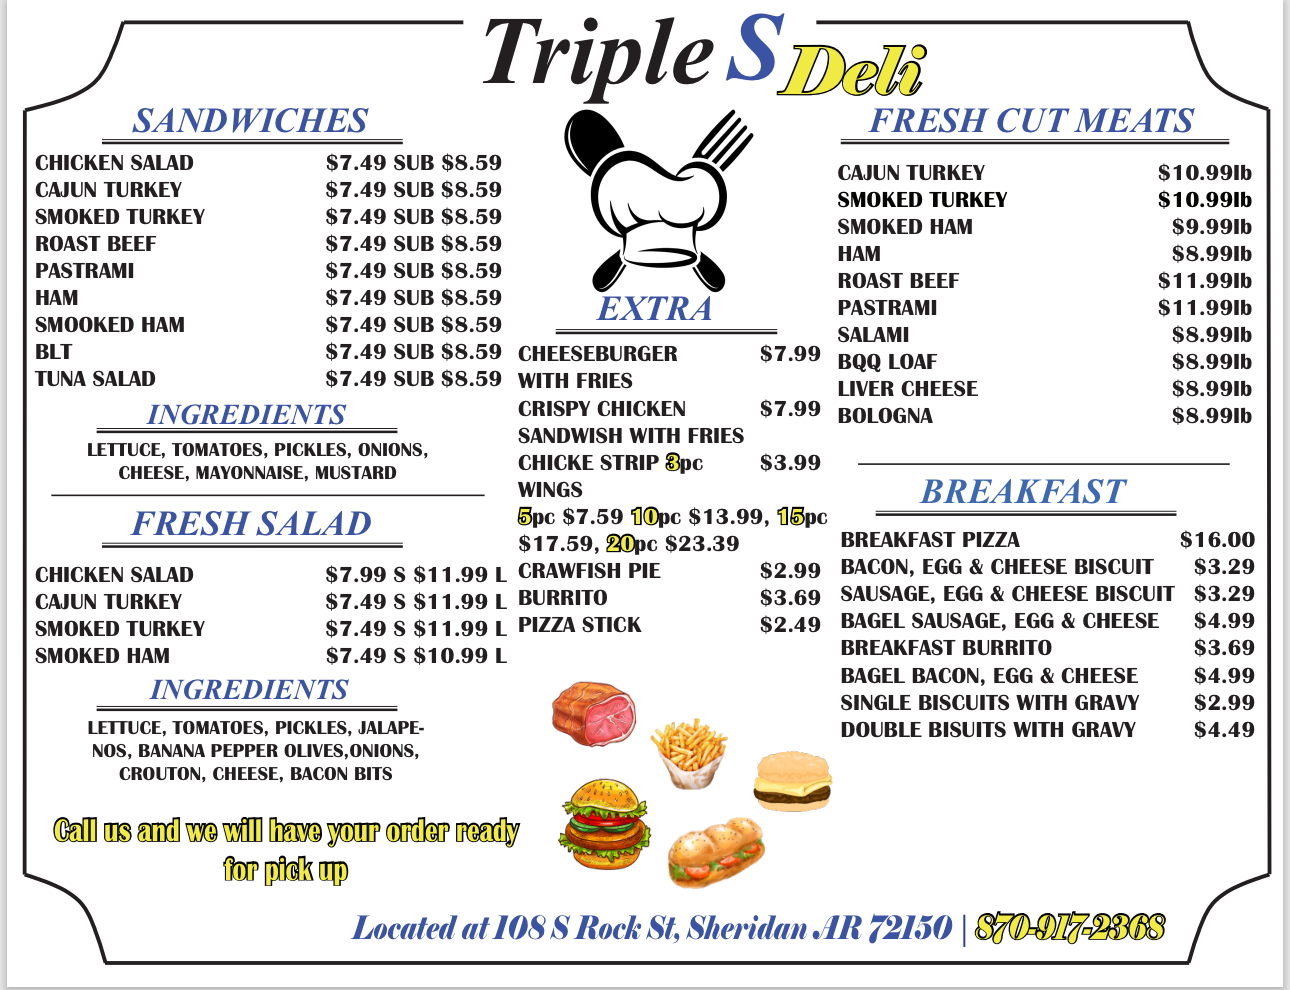 Triple S Deli
SANDWICHES
CHICKEN SALAD $7.49 SUB $8.59
CAJUN TURKEY $7.49 SUB $8.59
SMOKED TURKEY $7.49 SUB $8.59
ROAST BEEF $7.49 SUB $8.59
PASTRAMI $7.49 SUB $8.59
HAM $7.49 SUB $8.59
SMOOKED HAM $7.49 SUB $8.59
BLT $7.49 SUB $8.59
TUNA SALAD $7.49 SUB $8.59
INGREDIENTS
LETTUCE, TOMATOES, PICKLES, ONIONS,
CHEESE, MAYONNAISE, MUSTARD
FRESH SALAD
CHICKEN SALAD $7.99 S $11.99 L
CAJUN TURKEY $7.49 S $11.99 L
SMOKED TURKEY $7.49 S $11.99 L
SMOKED HAM $7.49 S $10.99 L
INGREDIENTS
LETTUCE, TOMATOES, PICKLES, JALAPE-
NOS, BANANA PEPPER OLIVES,ONIONS,
CROUTON, CHEESE, BACON BITS
Call us and we will have your order ready
for pick up
EXTRA
CHEESEBURGER $7.99
WITH FRIES
CRISPY CHICKEN $7.99
SANDWISH WITH FRIES
CHICKE STRIP 3pc $3.99
WINGS
5pc $7.59 10pc $13.99, 15pc
$17.59, 20pc $23.39
CRAWFISH PIE $2.99
BURRITO $3.69
PIZZA STICK $2.49
FRESH CUT MEATS
CAJUN TURKEY $10.99lb
SMOKED TURKEY $10.99lb
SMOKED HAM $9.99lb
HAM $8.99lb
ROAST BEEF $11.99lb
PASTRAMI $11.99lb
SALAMI $8.99lb
BQQ LOAF $8.99lb
LIVER CHEESE $8.99lb
BOLOGNA $8.99lb
BREAKFAST
BREAKFAST PIZZA $16.00
BACON, EGG & CHEESE BISCUIT $3.29
SAUSAGE, EGG & CHEESE BISCUIT $3.29
BAGEL SAUSAGE, EGG & CHEESE $4.99
BREAKFAST BURRITO $3.69
BAGEL BACON, EGG & CHEESE $4.99
SINGLE BISCUITS WITH GRAVY $2.99
DOUBLE BISUITS WITH GRAVY $4.49
Located at 108 S Rock St, Sheridan AR 72150 | 870-917-2368